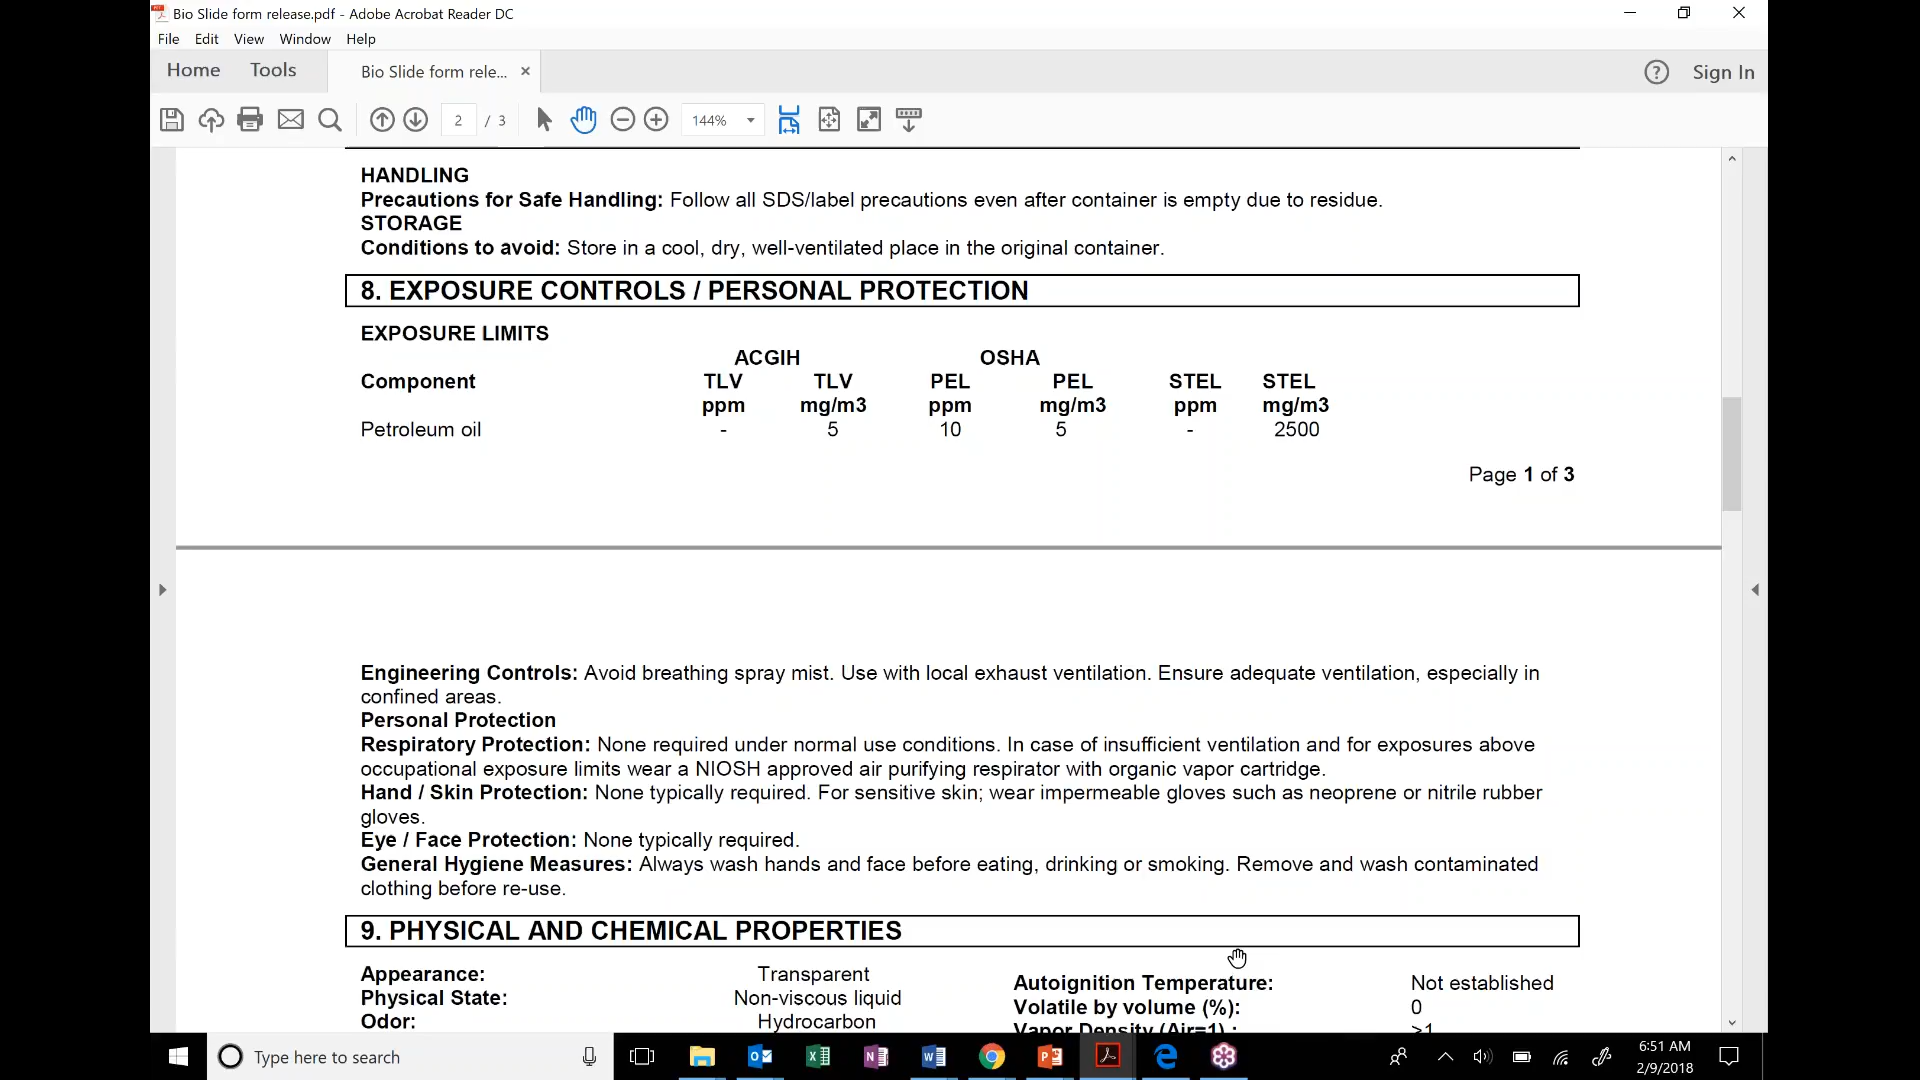 Bio Slide form release.pdf - Adobe Acrobat Reader DC
File Edit View Window Help
Home Tools Bio Slide form rele... × ? Sign In
2 / 3 144%
HANDLING
Precautions for Safe Handling: Follow all SDS/label precautions even after container is empty due to residue.
STORAGE
Conditions to avoid: Store in a cool, dry, well-ventilated place in the original container.
8. EXPOSURE CONTROLS / PERSONAL PROTECTION
EXPOSURE LIMITS
ACGIH OSHA
Component TLV TLV PEL PEL STEL STEL
ppm mg/m3 ppm mg/m3 ppm mg/m3
Petroleum oil - 5 10 5 - 2500
Page 1 of 3
Engineering Controls: Avoid breathing spray mist. Use with local exhaust ventilation. Ensure adequate ventilation, especially in
confined areas.
Personal Protection
Respiratory Protection: None required under normal use conditions. In case of insufficient ventilation and for exposures above
occupational exposure limits wear a NIOSH approved air purifying respirator with organic vapor cartridge.
Hand / Skin Protection: None typically required. For sensitive skin; wear impermeable gloves such as neoprene or nitrile rubber
gloves.
Eye / Face Protection: None typically required.
General Hygiene Measures: Always wash hands and face before eating, drinking or smoking. Remove and wash contaminated
clothing before re-use.
9. PHYSICAL AND CHEMICAL PROPERTIES
Appearance: Transparent Autoignition Temperature: Not established
Physical State: Non-viscous liquid Volatile by volume (%): 0
Odor: Hydrocarbon Vapor Density (Air=1) : >1
Type here to search 6:51 AM
2/9/2018